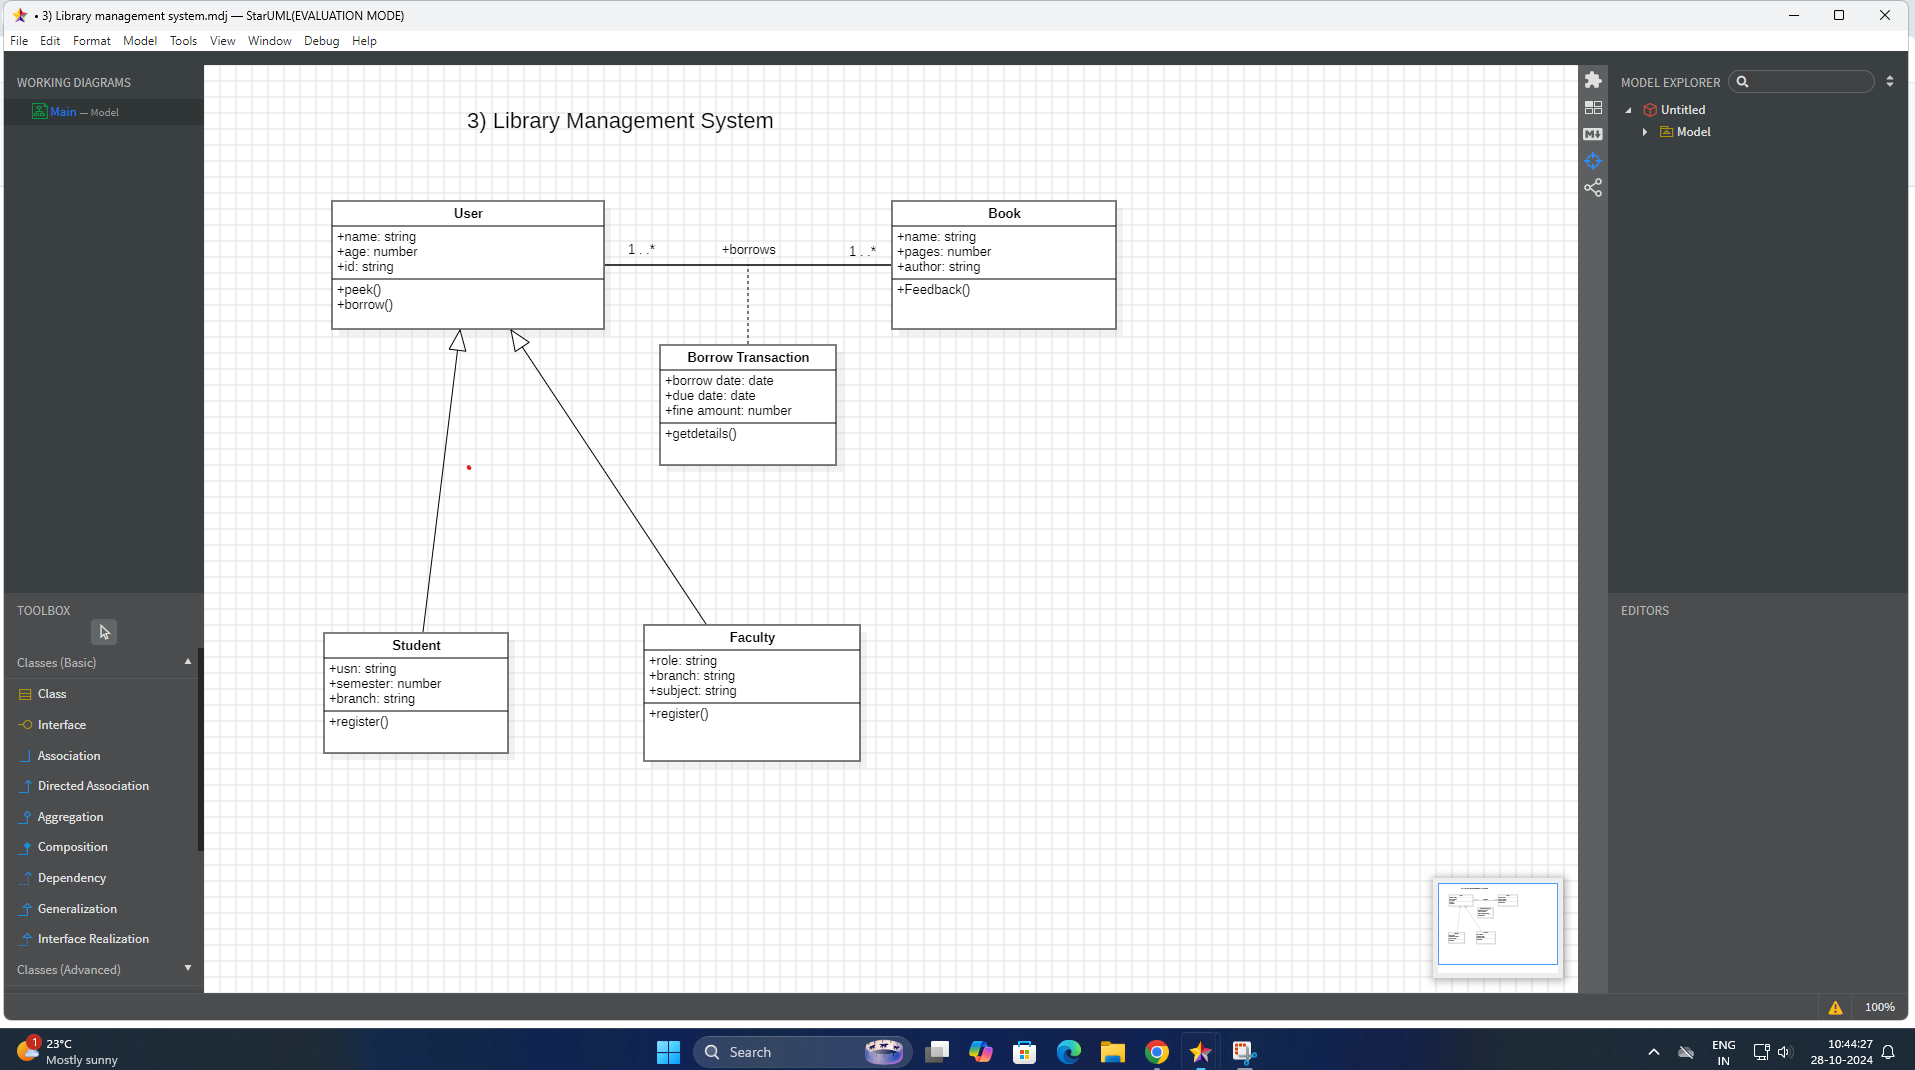 • 3) Library management system.mdj — StarUML(EVALUATION MODE)
File Edit Format Model Tools View Window Debug Help
WORKING DIAGRAMS
Main — Model
3) Library Management System
User
+name: string
+age: number
+id: string
+peek()
+borrow()
1 . .*
+borrows
1 . .*
Book
+name: string
+pages: number
+author: string
+Feedback()
Borrow Transaction
+borrow date: date
+due date: date
+fine amount: number
+getdetails()
Student
+usn: string
+semester: number
+branch: string
+register()
Faculty
+role: string
+branch: string
+subject: string
+register()
TOOLBOX
Classes (Basic)
Class
Interface
Association
Directed Association
Aggregation
Composition
Dependency
Generalization
Interface Realization
Classes (Advanced)
MODEL EXPLORER
Untitled
Model
EDITORS
100%
1
23°C
Mostly sunny
Search
ENG
IN
10:44:27
28-10-2024